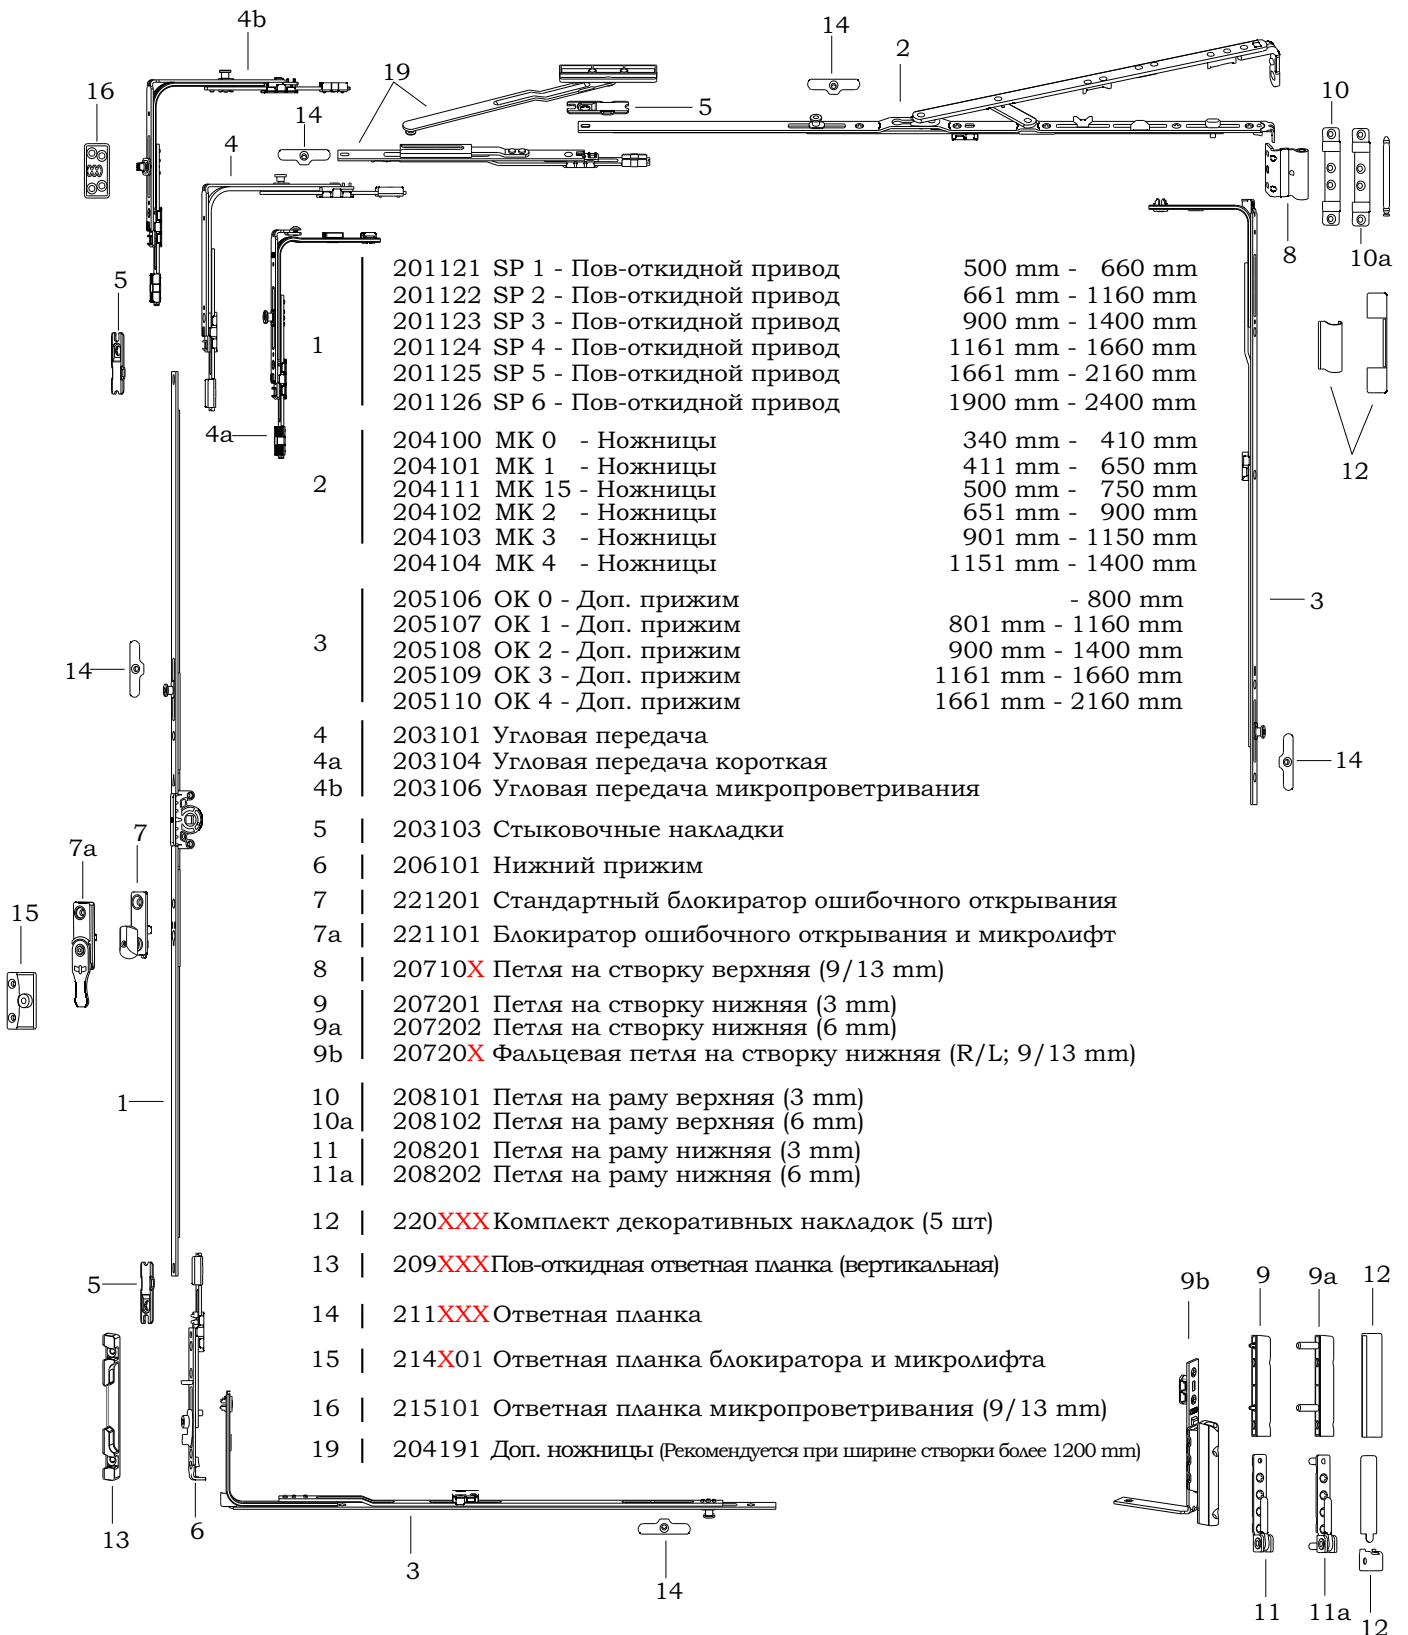 4b
14
2
19
16
5
10
14
4
8
10a
5
201121 SP 1 - Пов-откидной привод 500 mm - 660 mm
201122 SP 2 - Пов-откидной привод 661 mm - 1160 mm
201123 SP 3 - Пов-откидной привод 900 mm - 1400 mm
1 201124 SP 4 - Пов-откидной привод 1161 mm - 1660 mm
201125 SP 5 - Пов-откидной привод 1661 mm - 2160 mm
201126 SP 6 - Пов-откидной привод 1900 mm - 2400 mm
4a
12
204100 MK 0 - Ножницы 340 mm - 410 mm
204101 MK 1 - Ножницы 411 mm - 650 mm
2 204111 MK 15 - Ножницы 500 mm - 750 mm
204102 MK 2 - Ножницы 651 mm - 900 mm
204103 MK 3 - Ножницы 901 mm - 1150 mm
204104 MK 4 - Ножницы 1151 mm - 1400 mm
205106 OK 0 - Доп. прижим - 800 mm
3
205107 OK 1 - Доп. прижим 801 mm - 1160 mm
3 205108 OK 2 - Доп. прижим 900 mm - 1400 mm
205109 OK 3 - Доп. прижим 1161 mm - 1660 mm
205110 OK 4 - Доп. прижим 1661 mm - 2160 mm
14
4 203101 Угловая передача
4a 203104 Угловая передача короткая
4b 203106 Угловая передача микропроветривания
14
5 203103 Стыковочные накладки
7
7a
6 206101 Нижний прижим
7 221201 Стандартный блокиратор ошибочного открывания
15
7a 221101 Блокиратор ошибочного открывания и микролифт
8 20710X Петля на створку верхняя (9/13 mm)
9 207201 Петля на створку нижняя (3 mm)
9a 207202 Петля на створку нижняя (6 mm)
9b 20720X Фальцевая петля на створку нижняя (R/L; 9/13 mm)
1
10 208101 Петля на раму верхняя (3 mm)
10a 208102 Петля на раму верхняя (6 mm)
11 208201 Петля на раму нижняя (3 mm)
11a 208202 Петля на раму нижняя (6 mm)
12 220XXX Комплект декоративных накладок (5 шт)
13 209XXX Пов-откидная ответная планка (вертикальная)
5
9b
9
9a
12
14 211XXX Ответная планка
15 214X01 Ответная планка блокиратора и микролифта
16 215101 Ответная планка микропроветривания (9/13 mm)
19 204191 Доп. ножницы (Рекомендуется при ширине створки более 1200 mm)
13
6
3
14
11
11a
12